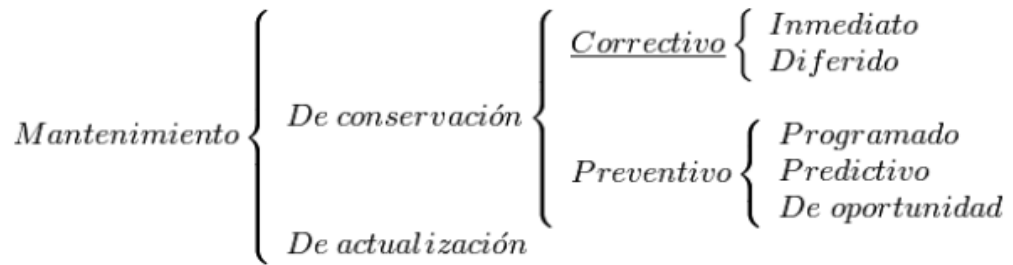 Mantenimiento
De conservación
Correctivo
Inmediato
Diferido
Preventivo
Programado
Predictivo
De oportunidad
De actualización